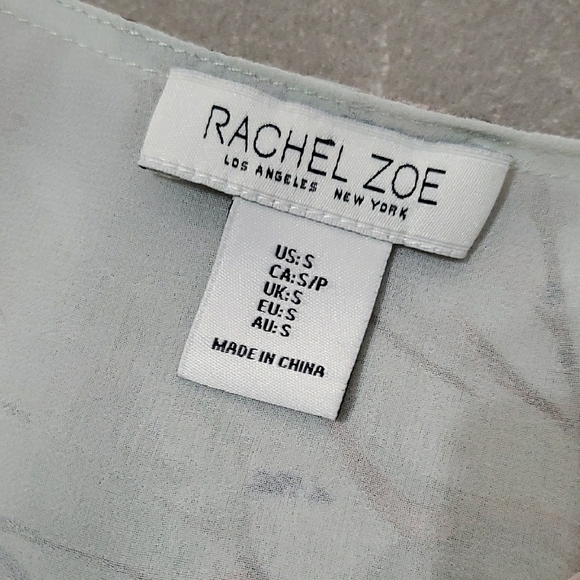 RACHEL ZOE
LOS ANGELES NEW YORK
US: S
CA: S/P
UK: S
EU: S
AU: S
MADE IN CHINA